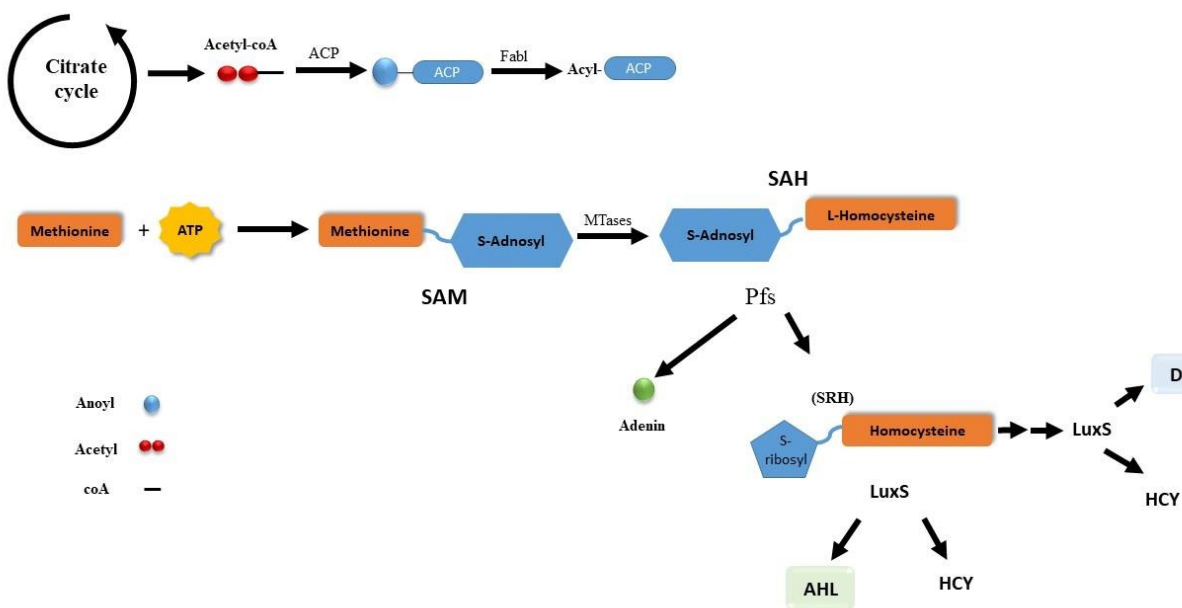 Citrate
cycle
Acetyl-coA
ACP
ACP
Fabl
Acyl-
ACP
SAH
Methionine
+
ATP
Methionine
S-Adnosyl
MTases
S-Adnosyl
L-Homocysteine
SAM
Pfs
Adenin
(SRH)
S-
ribosyl
Homocysteine
LuxS
D
HCY
LuxS
AHL
HCY
Anoyl
Acetyl
coA